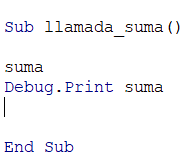 Sub llamada_suma()
suma
Debug.Print suma
End Sub